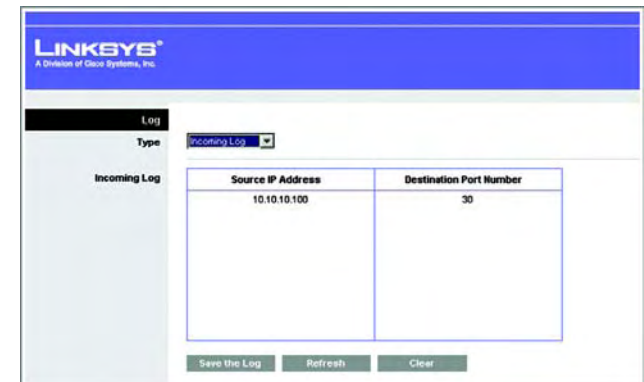 LINKSYS®
A Division of Cisco Systems, Inc.
Log
Type
Incoming Log
Incoming Log
Source IP Address Destination Port Number
10.10.10.100 30
Save the Log Refresh Clear